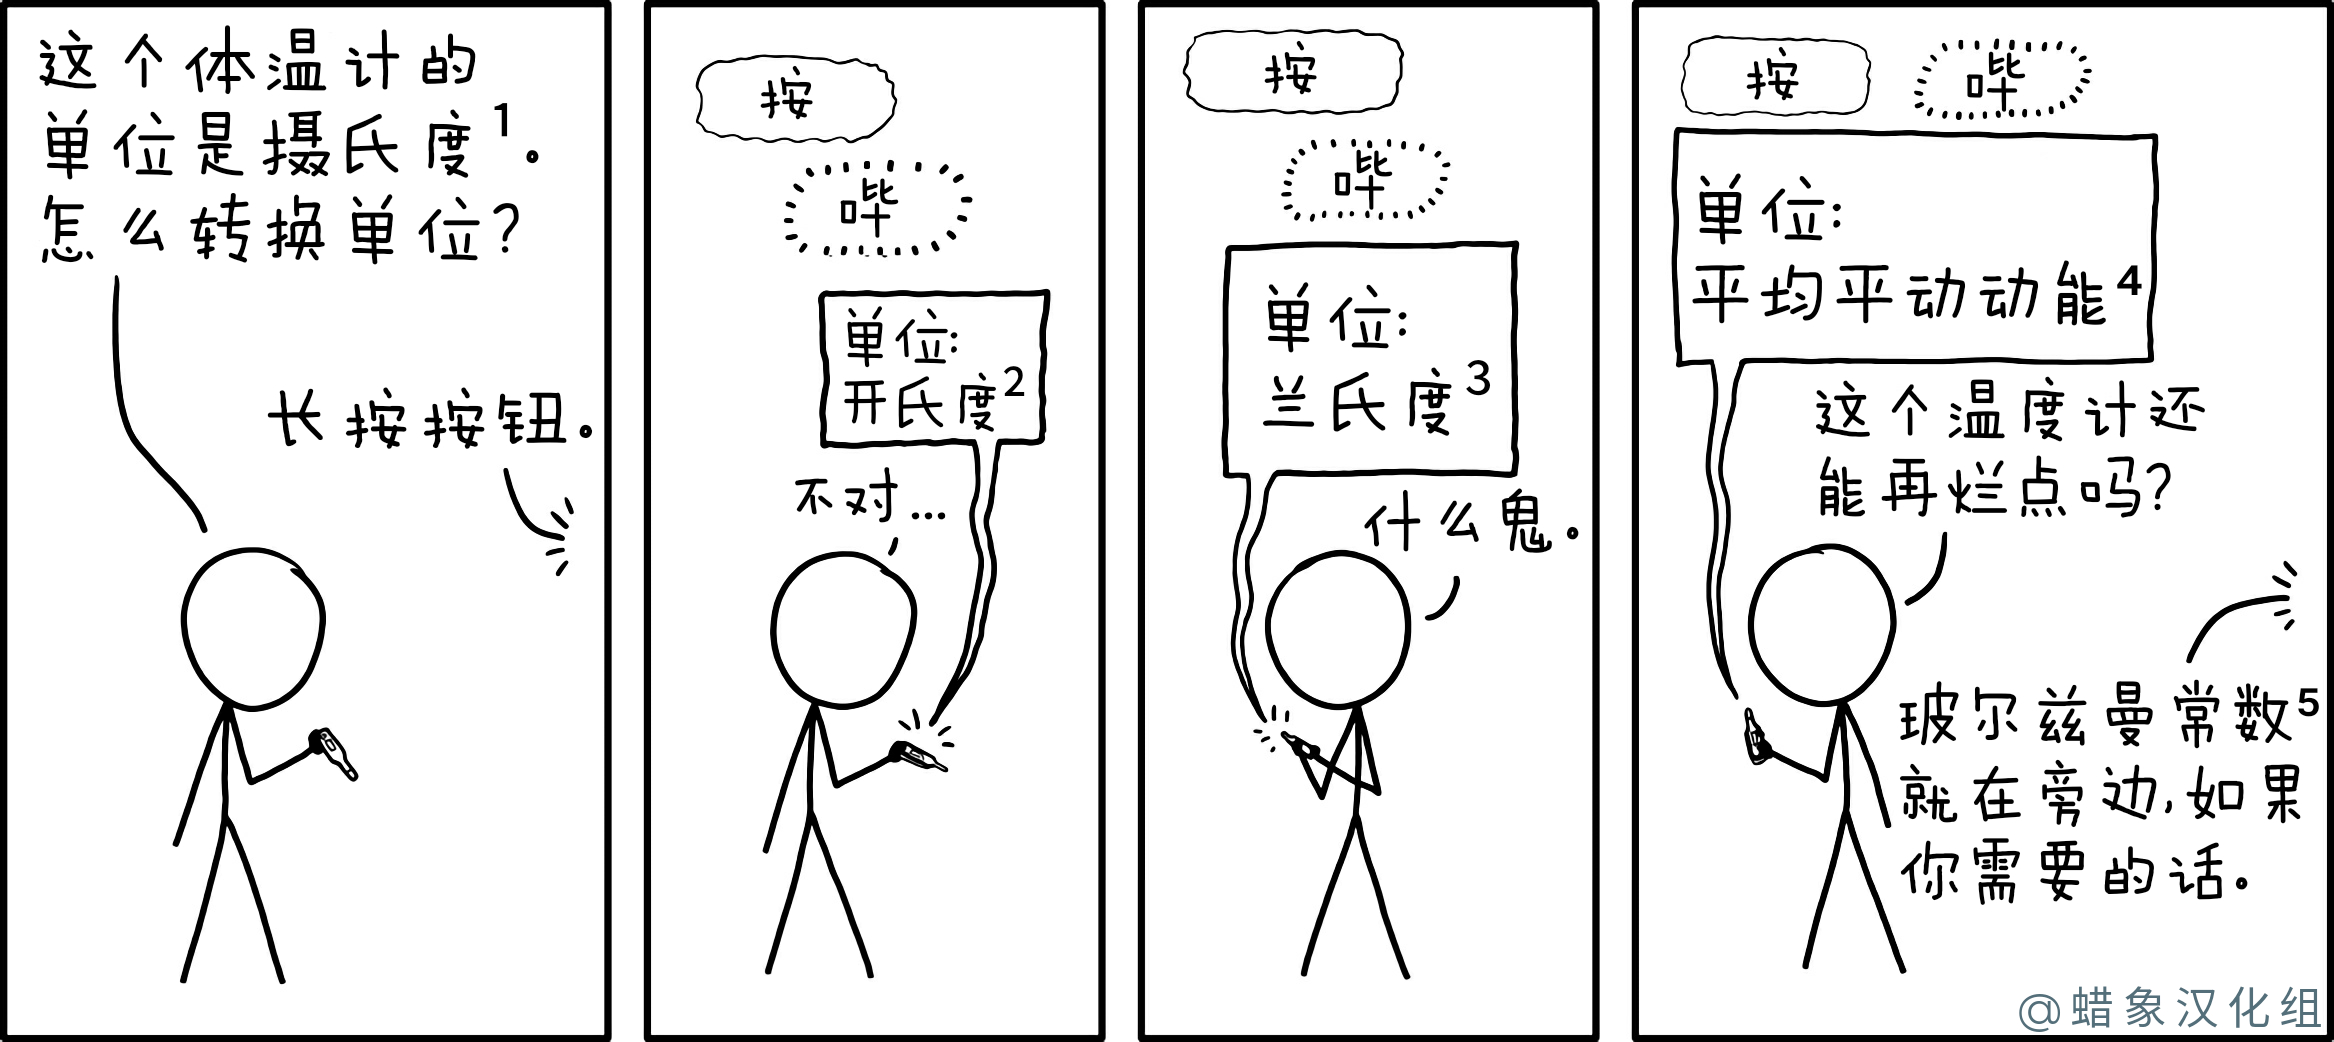 这个体温计的
单位是摄氏度¹。
怎么转换单位?
长按按钮。
按
哔
单位:
开氏度²
不对...
按
哔
单位:
兰氏度³
什么鬼。
按
哔
单位:
平均平动动能⁴
这个温度计还
能再烂点吗?
玻尔兹曼常数⁵
就在旁边,如果
你需要的话。
@蜡象汉化组